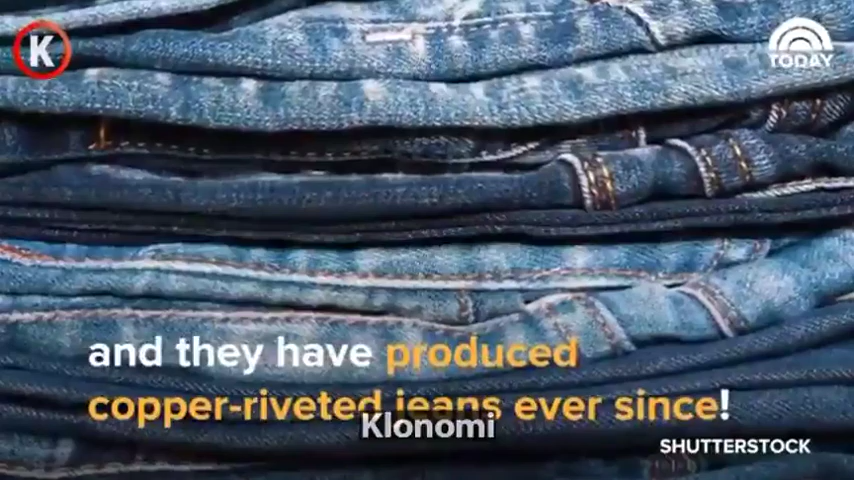 K
TODAY
and they have produced
copper-riveted jeans ever since!
Klonomi
SHUTTERSTOCK